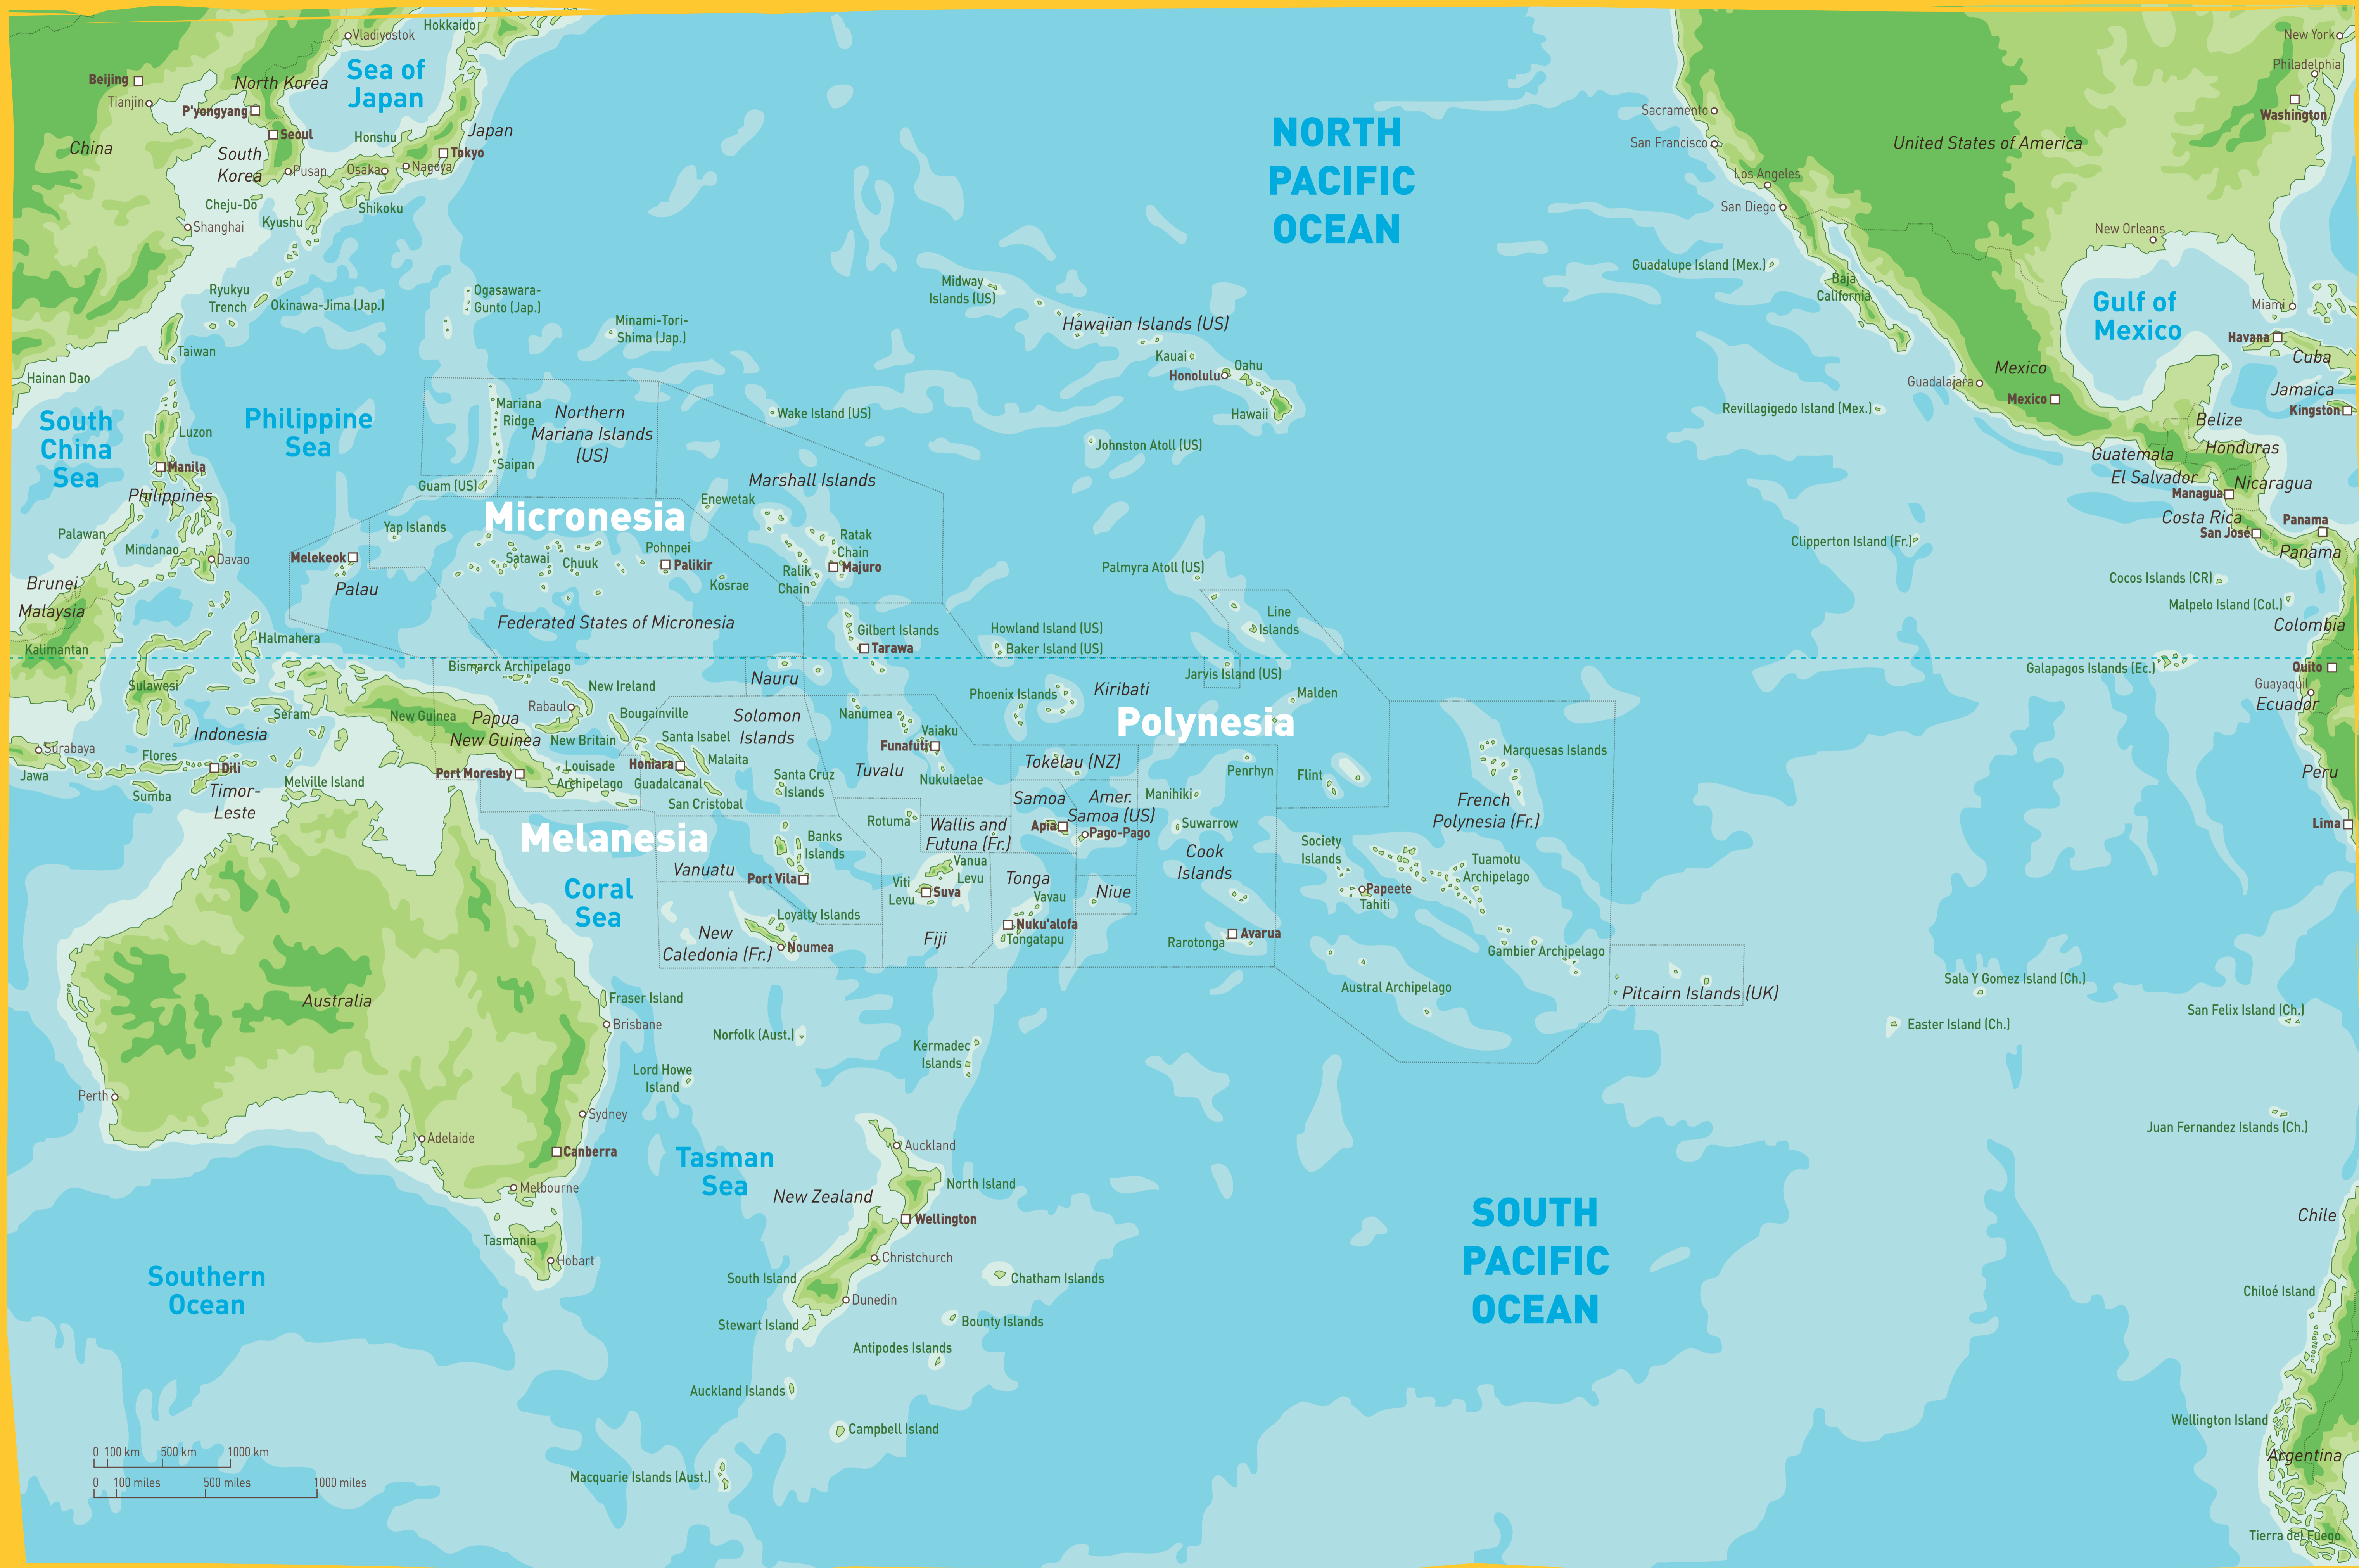 Hokkaido
Vladivostok
New York
Sea of
Japan
Philadelphia
Beijing
North Korea
Tianjin
P'yongyang
Washington
Sacramento
Seoul
Honshu
Japan
NORTH
PACIFIC
OCEAN
China
South
Korea
Tokyo
San Francisco
United States of America
Pusan
Osaka
Nagoya
Los Angeles
Cheju-Do
Shikoku
San Diego
Kyushu
Shanghai
New Orleans
Guadalupe Island (Mex.)
Baja
California
Ryukyu
Trench
Okinawa-Jima (Jap.)
Ogasawara-
Gunto (Jap.)
Midway
Islands (US)
Gulf of
Mexico
Miami
Minami-Tori-
Shima (Jap.)
Hawaiian Islands (US)
Havana
Taiwan
Kauai
Oahu
Cuba
Hainan Dao
Honolulu
Mexico
Guadalajara
Jamaica
Mexico
Kingston
South
China
Sea
Philippine
Sea
Mariana
Ridge
Northern
Mariana Islands
(US)
Wake Island (US)
Hawaii
Revillagigedo Island (Mex.)
Belize
Luzon
Johnston Atoll (US)
Honduras
Guatemala
Manila
Saipan
El Salvador
Guam (US)
Marshall Islands
Nicaragua
Managua
Philippines
Enewetak
Micronesia
Costa Rica
Panama
Palawan
Yap Islands
Ratak
Chain
San José
Clipperton Island (Fr.)
Panama
Mindanao
Davao
Melekeok
Satawai
Chuuk
Pohnpei
Palikir
Majuro
Palmyra Atoll (US)
Brunei
Palau
Kosrae
Ralik
Chain
Cocos Islands (CR)
Malaysia
Malpelo Island (Col.)
Federated States of Micronesia
Gilbert Islands
Howland Island (US)
Line
Islands
Colombia
Halmahera
Kalimantan
Tarawa
Baker Island (US)
Bismarck Archipelago
Galapagos Islands (Ec.)
Quito
Sulawesi
Nauru
Jarvis Island (US)
New Ireland
Guayaquil
Kiribati
Phoenix Islands
Malden
Ecuador
Seram
New Guinea
Papua
New Guinea
Rabaul
Bougainville
Solomon
Islands
Nanumea
Polynesia
Indonesia
New Britain
Santa Isabel
Vaiaku
Funafuti
Surabaya
Flores
Marquesas Islands
Dili
Louisade
Archipelago
Honiara
Malaita
Tuvalu
Tokelau (NZ)
Penrhyn
Flint
Jawa
Port Moresby
Guadalcanal
Santa Cruz
Islands
Nukulaelae
Peru
Sumba
Timor-
Leste
Melville Island
San Cristobal
Samoa
Amer.
Samoa (US)
Manihiki
French
Polynesia (Fr.)
Rotuma
Wallis and
Futuna (Fr.)
Apia
Pago-Pago
Suwarrow
Lima
Melanesia
Banks
Islands
Cook
Islands
Society
Islands
Tuamotu
Archipelago
Vanuatu
Port Vila
Vanua
Levu
Tonga
Viti
Levu
Suva
Niue
Papeete
Tahiti
Coral
Sea
Vavau
Loyalty Islands
Nuku'alofa
Tongatapu
New
Caledonia (Fr.)
Noumea
Fiji
Rarotonga
Avarua
Gambier Archipelago
Austral Archipelago
Pitcairn Islands (UK)
Sala Y Gomez Island (Ch.)
Australia
Fraser Island
San Felix Island (Ch.)
Brisbane
Easter Island (Ch.)
Norfolk (Aust.)
Kermadec
Islands
Lord Howe
Island
Perth
Sydney
Juan Fernandez Islands (Ch.)
Adelaide
Auckland
Canberra
Tasman
Sea
Melbourne
North Island
New Zealand
SOUTH
PACIFIC
OCEAN
Chile
Wellington
Tasmania
Hobart
Christchurch
Southern
Ocean
South Island
Chatham Islands
Chiloé Island
Dunedin
Stewart Island
Bounty Islands
Antipodes Islands
Auckland Islands
Campbell Island
Wellington Island
0 100 km 500 km 1000 km
Argentina
Macquarie Islands (Aust.)
0 100 miles 500 miles 1000 miles
Tierra del Fuego